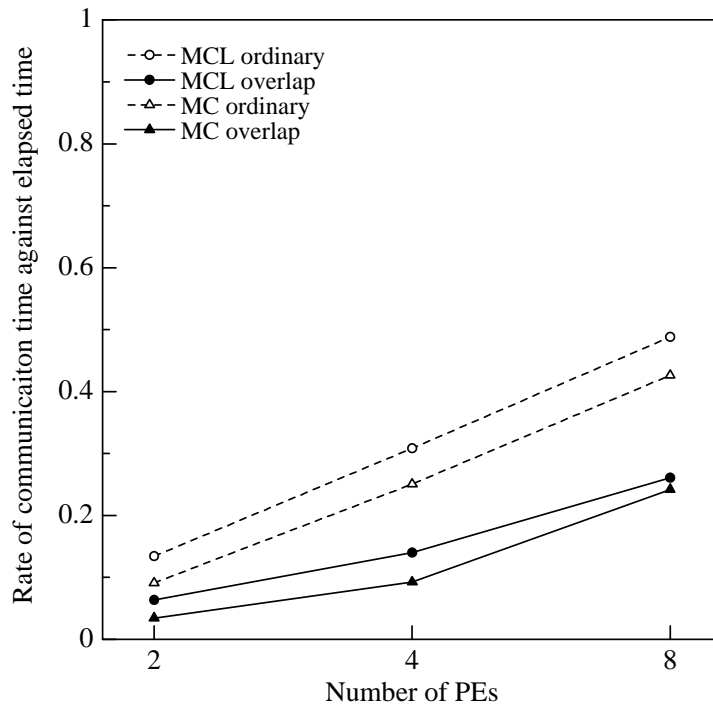 1
MCL ordinary
MCL overlap
MC ordinary
MC overlap
0.8
0.6
0.4
0.2
0
Rate of communicaiton time against elapsed time
2 4 8
Number of PEs